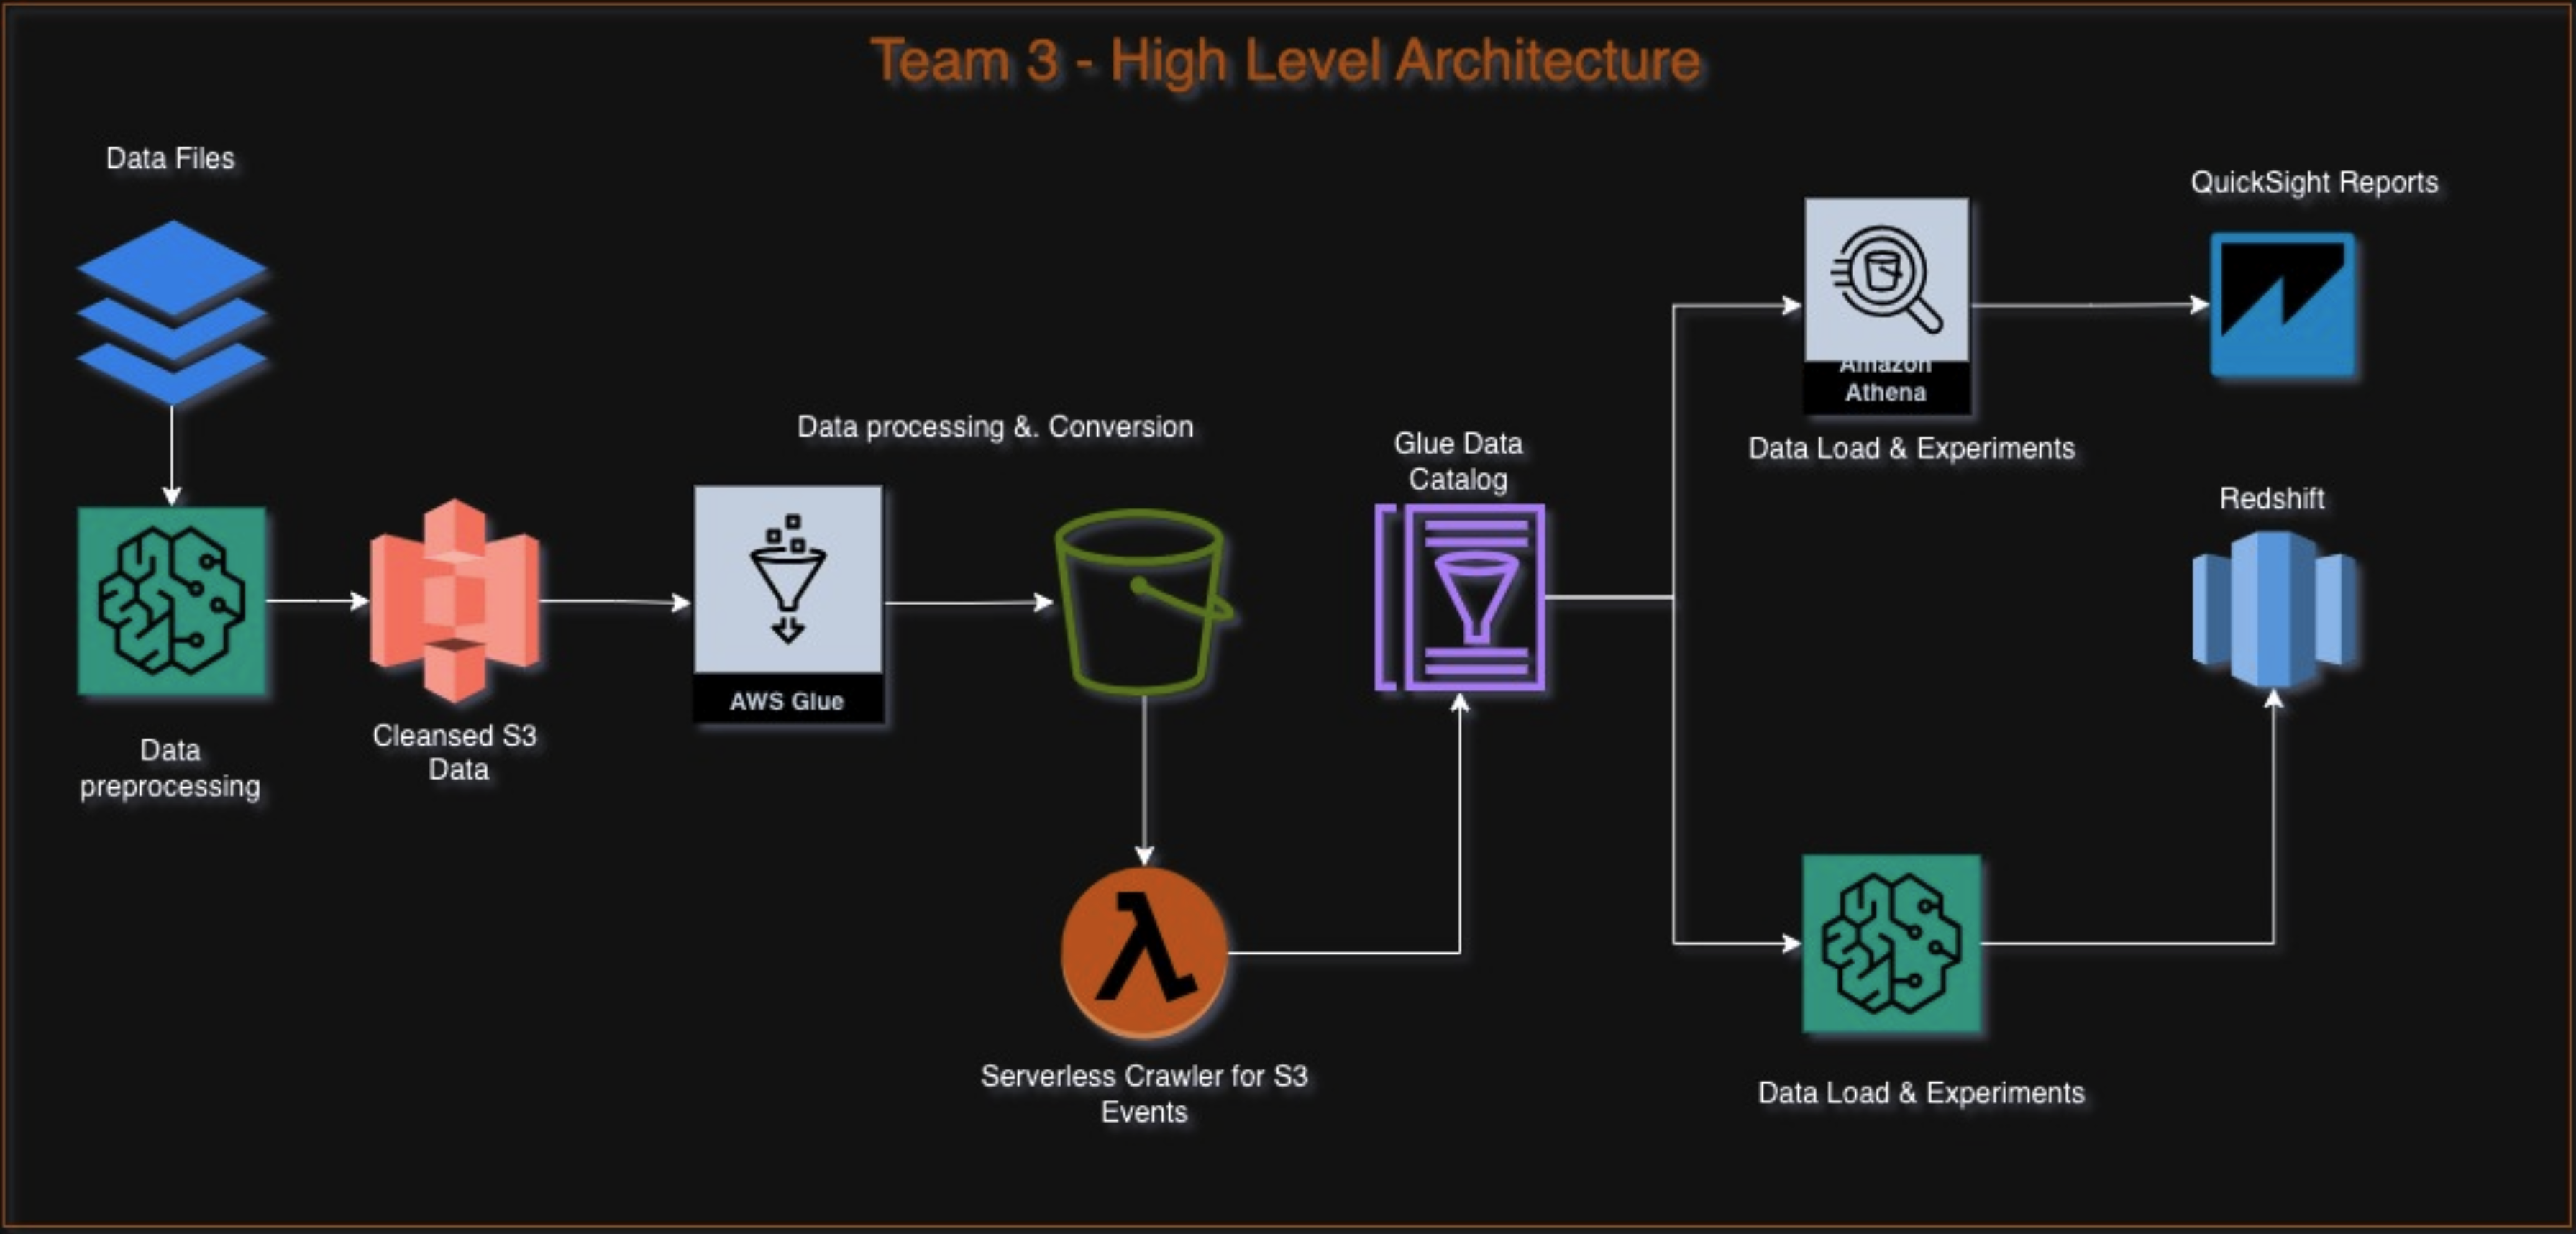 Team 3 - High Level Architecture
Data Files
Data
preprocessing
Cleansed S3
Data
Data processing &. Conversion
AWS Glue
Serverless Crawler for S3
Events
Glue Data
Catalog
Amazon
Athena
Data Load & Experiments
QuickSight Reports
Redshift
Data Load & Experiments